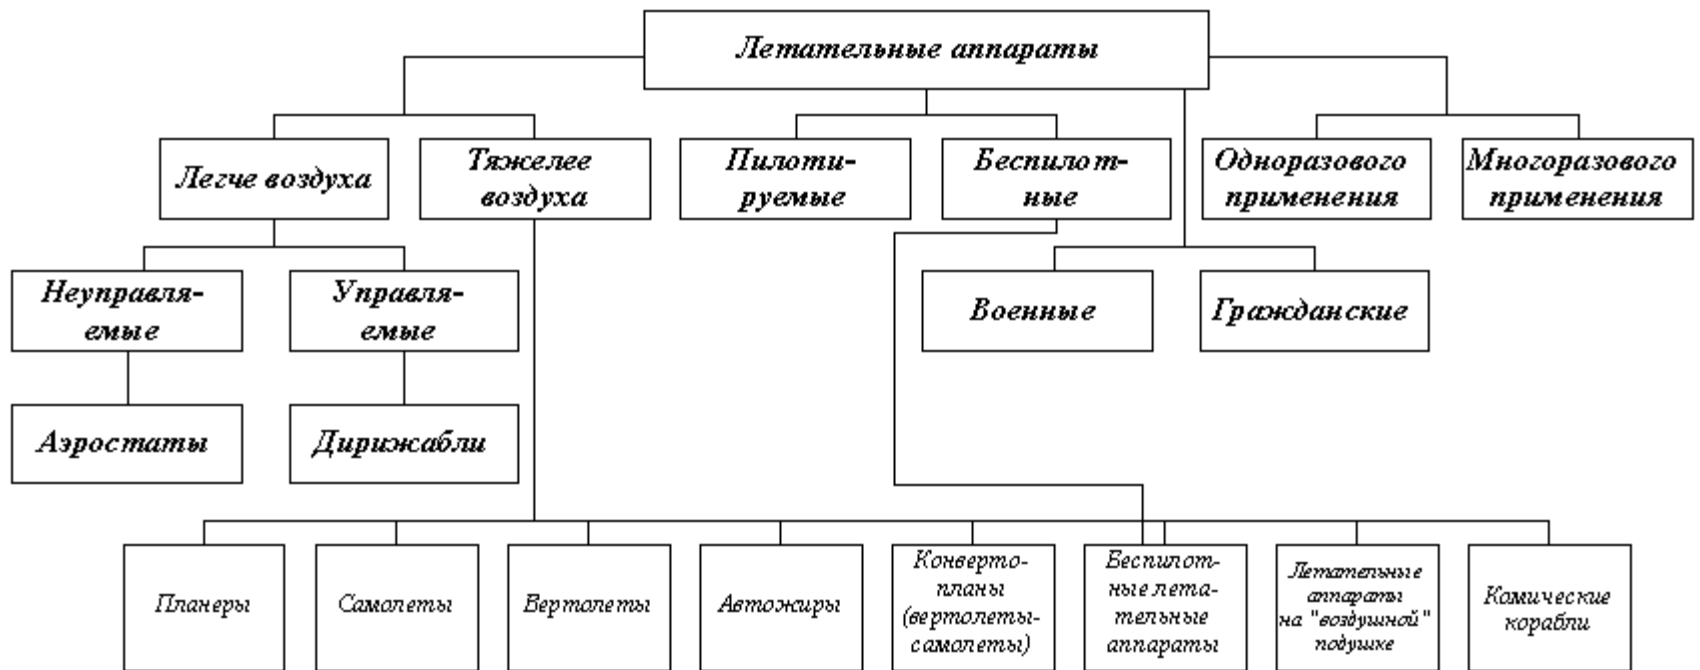 Летательные аппараты
Легче воздуха
Тяжелее
воздуха
Пилоти-
руемые
Беспилот-
ные
Одноразового
применения
Многоразового
применения
Неуправля-
емые
Управля-
емые
Военные
Гражданские
Аэростаты
Дирижабли
Планеры
Самолеты
Вертолеты
Автожиры
Конверто-
планы
(вертолеты-
самолеты)
Беспилот-
ные лета-
тельные
аппараты
Летательные
аппараты
на "воздушной"
подушке
Комические
корабли